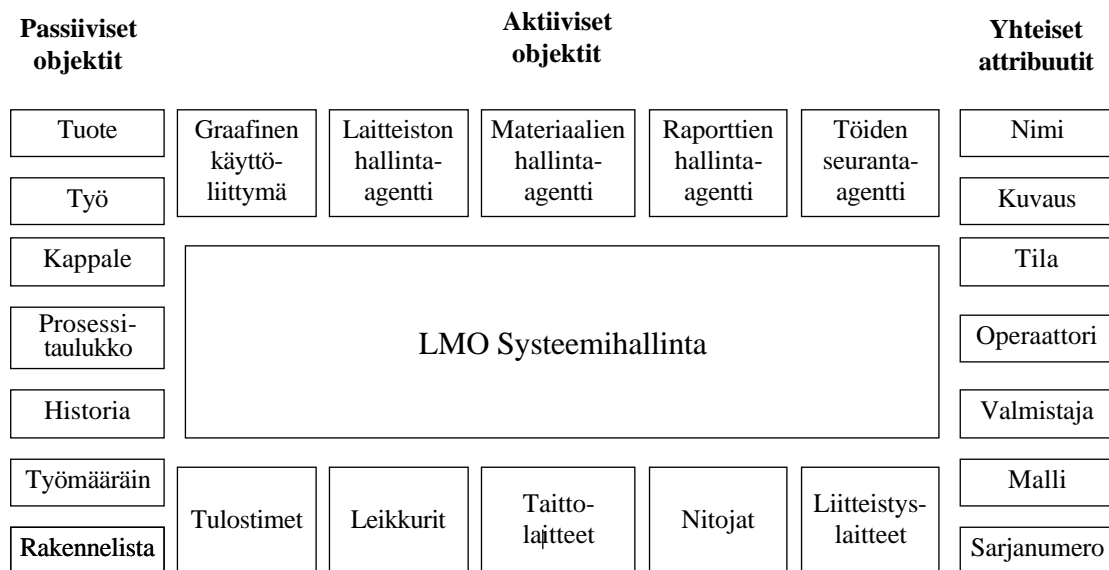 Passiiviset
objektit
Aktiiviset
objektit
Yhteiset
attribuutit
Tuote
Työ
Kappale
Prosessi-
taulukko
Historia
Työmääräin
Rakennelista
Graafinen
käyttö-
liittymä
Laitteiston
hallinta-
agentti
Materiaalien
hallinta-
agentti
Raporttien
hallinta-
agentti
Töiden
seuranta-
agentti
LMO Systeemihallinta
Tulostimet
Leikkurit
Taitto-
laitteet
Nitojat
Liitteistys-
laitteet
Nimi
Kuvaus
Tila
Operaattori
Valmistaja
Malli
Sarjanumero